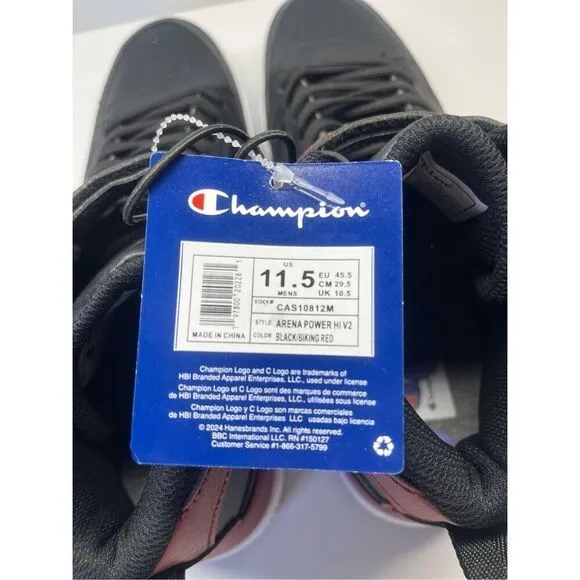 Champion
US
11.5
MENS
EU 45.5
CM 29.5
UK 10.5
STOCK# CAS10812M
STYLE: ARENA POWER HI V2
COLOR: BLACK/BIKING RED
1 97800 20228 1
MADE IN CHINA
Champion Logo and C Logo are trademarks
of HBI Branded Apparel Enterprises, LLC., used under license
Champion Logo et C Logo sont des marques de commerce
de HBI Branded Apparel Enterprises, LLC., utilisées sous license
Champion Logo y C Logo son marcas comerciales
de HBI Branded Apparel Enterprises, LLC usadas bajo licencia
© 2024 Hanesbrands Inc. All rights reserved.
BBC International LLC. RN #150127
Customer Service #1-866-317-5799